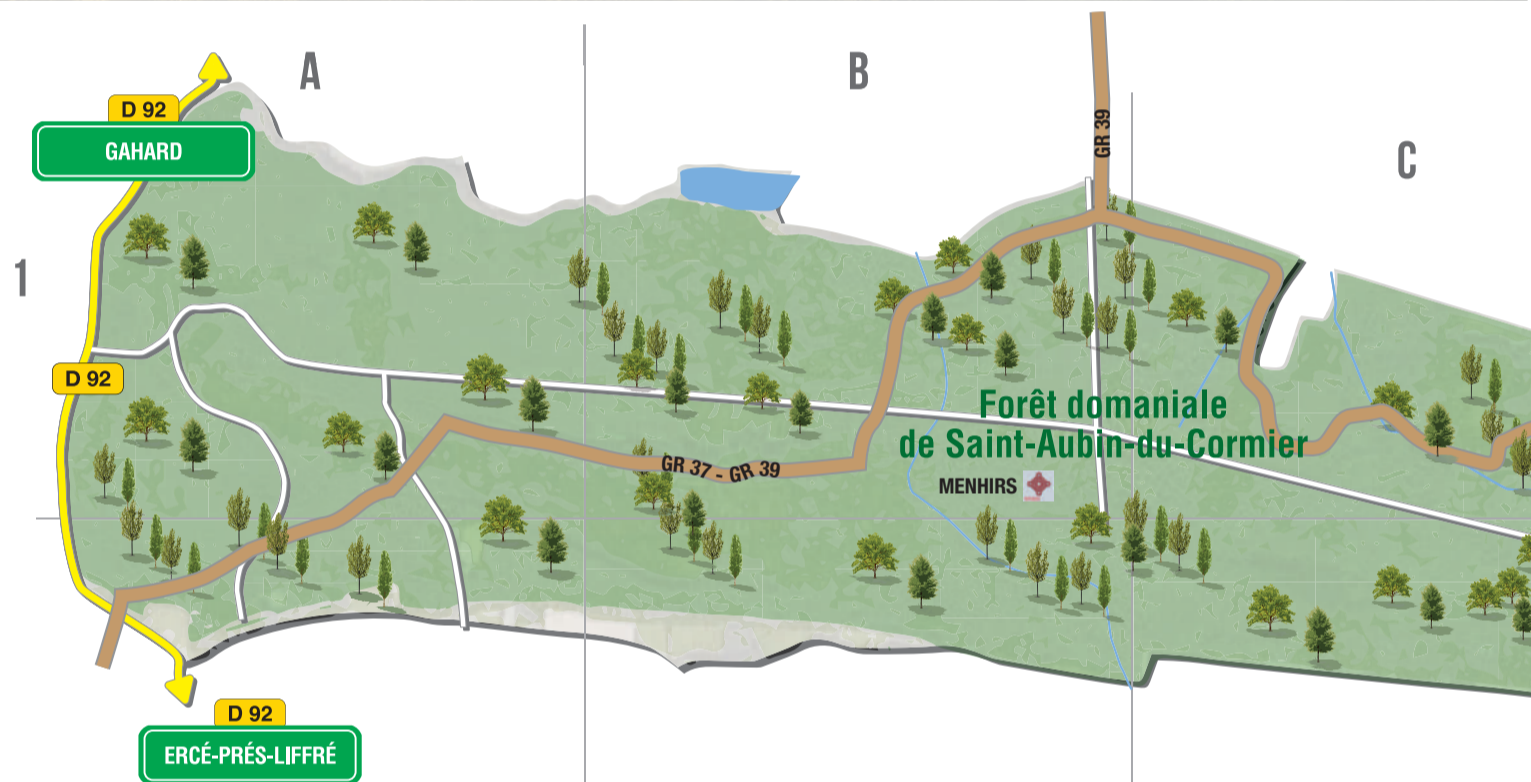 A
B
C
D 92
GAHARD
GR 39
1
D 92
Forêt domaniale
de Saint-Aubin-du-Cormier
GR 37 - GR 39
MENHIRS
D 92
ERCÉ-PRÉS-LIFFRÉ